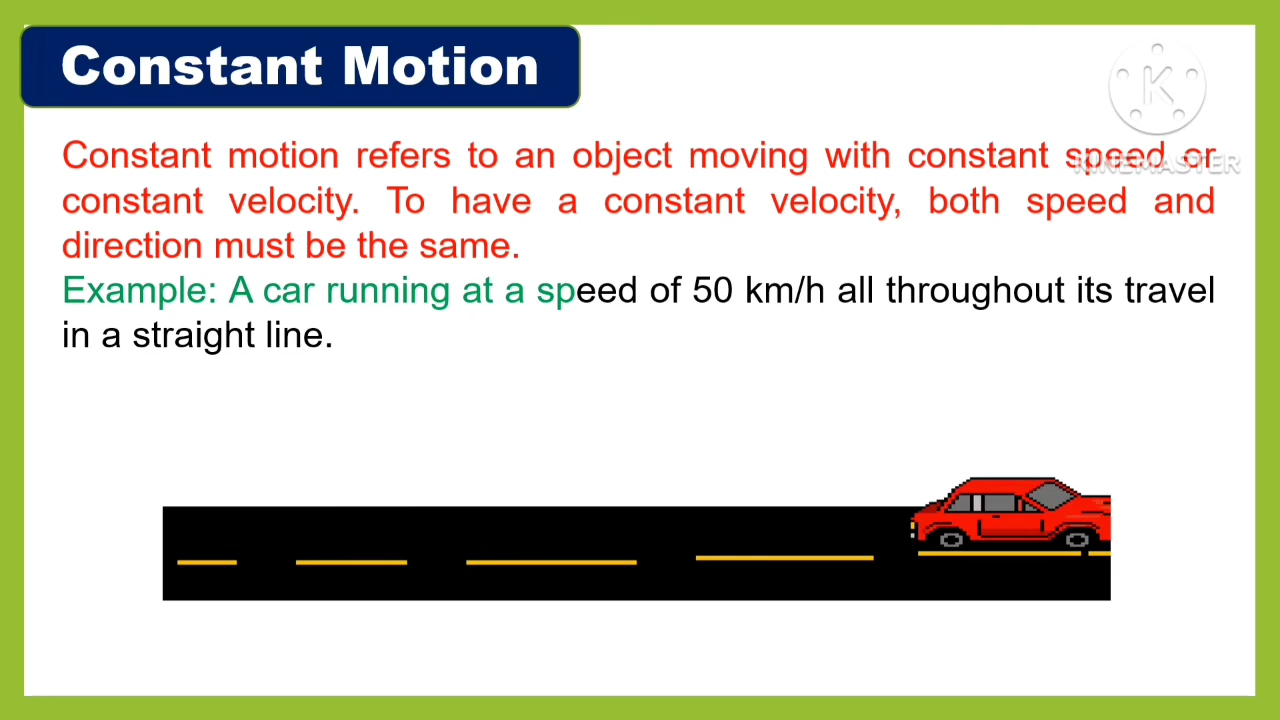 Constant Motion
K
KINEMASTER
Constant motion refers to an object moving with constant speed or
constant velocity. To have a constant velocity, both speed and
direction must be the same.
Example: A car running at a speed of 50 km/h all throughout its travel
in a straight line.